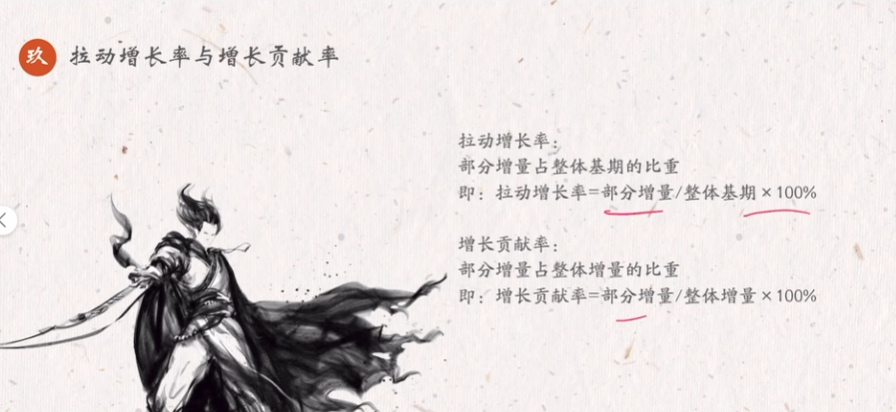 玖 拉动增长率与增长贡献率
拉动增长率：
部分增量占整体基期的比重
即：拉动增长率=部分增量/整体基期×100%
增长贡献率：
部分增量占整体增量的比重
即：增长贡献率=部分增量/整体增量×100%